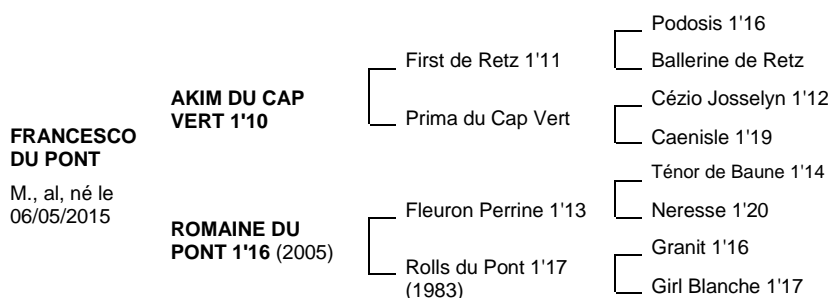 FRANCESCO
DU PONT
M., al, né le
06/05/2015
AKIM DU CAP
VERT 1'10
ROMAINE DU
PONT 1'16 (2005)
First de Retz 1'11
Prima du Cap Vert
Fleuron Perrine 1'13
Rolls du Pont 1'17
(1983)
Podosis 1'16
Ballerine de Retz
Cézio Josselyn 1'12
Caenisle 1'19
Ténor de Baune 1'14
Neresse 1'20
Granit 1'16
Girl Blanche 1'17